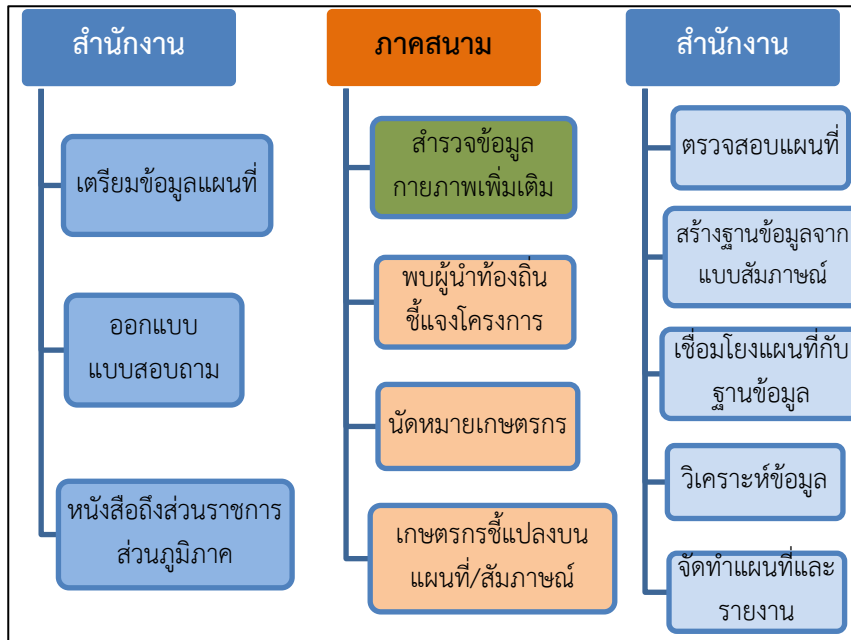 สำนักงาน
เตรียมข้อมูลแผนที่
ออกแบบ
แบบสอบถาม
หนังสือถึงส่วนราชการ
ส่วนภูมิภาค
ภาคสนาม
สำรวจข้อมูล
กายภาพเพิ่มเติม
พบผู้นำท้องถิ่น
ชี้แจงโครงการ
นัดหมายเกษตรกร
เกษตรกรชี้แปลงบน
แผนที่/สัมภาษณ์
สำนักงาน
ตรวจสอบแผนที่
สร้างฐานข้อมูลจาก
แบบสัมภาษณ์
เชื่อมโยงแผนที่กับ
ฐานข้อมูล
วิเคราะห์ข้อมูล
จัดทำแผนที่และ
รายงาน